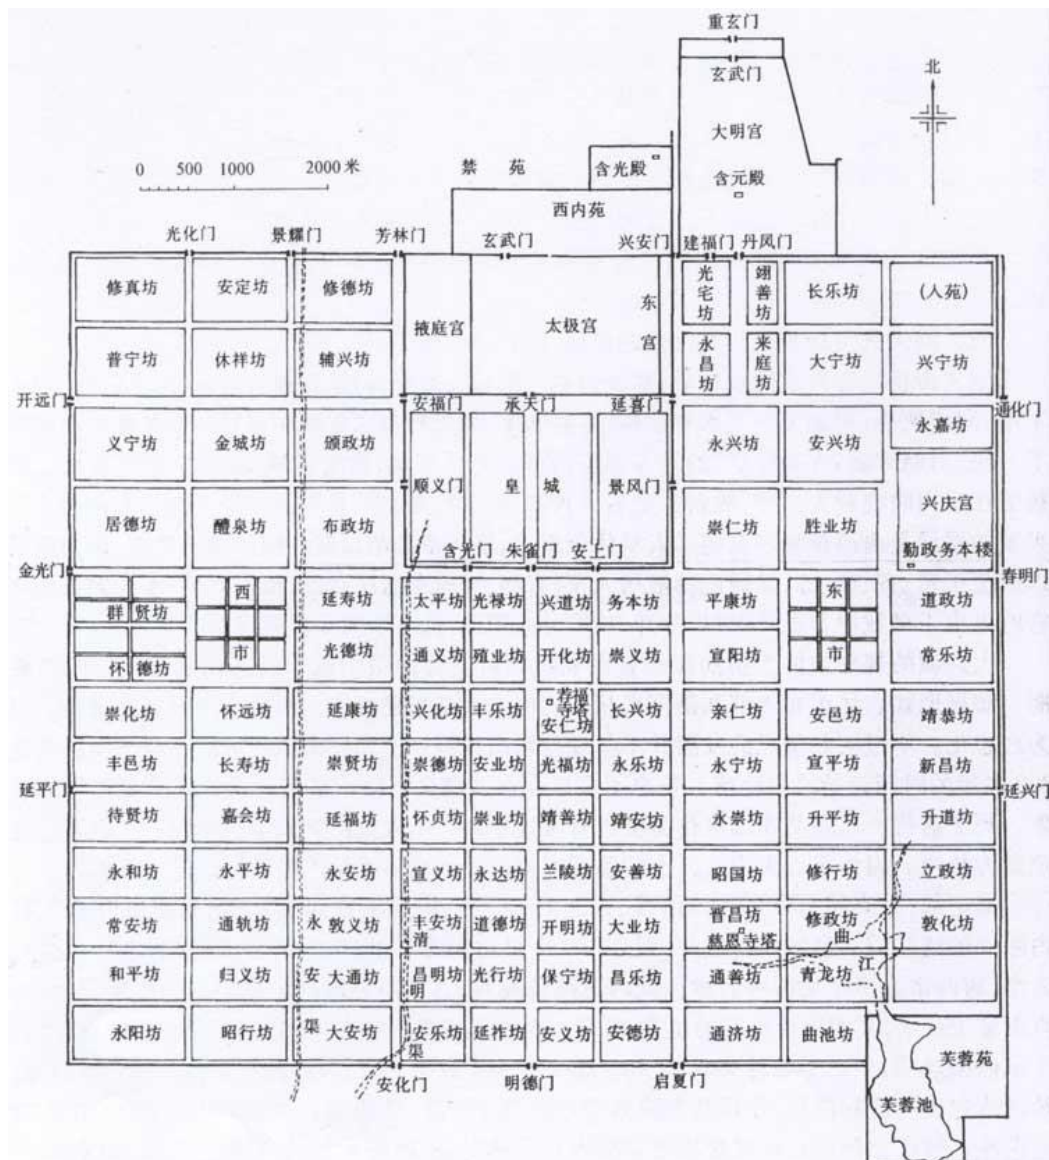 重玄门
玄武门
北
大明宫
0 500 1000 2000米
禁苑
含光殿
含元殿
西内苑
光化门 景耀门 芳林门 玄武门 兴安门 建福门 丹凤门
修真坊 安定坊 修德坊 掖庭宫 太极宫 东宫 光宅坊 翊善坊 长乐坊 (人苑)
普宁坊 休祥坊 辅兴坊 永昌坊 来庭坊 大宁坊 兴宁坊
开远门 安福门 承天门 延喜门 通化门
义宁坊 金城坊 颁政坊 永兴坊 安兴坊 永嘉坊
顺义门 皇城 景风门 兴庆宫
居德坊 醴泉坊 布政坊 崇仁坊 胜业坊
含光门 朱雀门 安上门 勤政务本楼
金光门 春明门
群贤坊 西市 延寿坊 太平坊 光禄坊 兴道坊 务本坊 平康坊 东市 道政坊
怀德坊 光德坊 通义坊 殖业坊 开化坊 崇义坊 宣阳坊 常乐坊
崇化坊 怀远坊 延康坊 兴化坊 丰乐坊 荐福寺塔 安仁坊 长兴坊 亲仁坊 安邑坊 靖恭坊
丰邑坊 长寿坊 崇贤坊 崇德坊 安业坊 光福坊 永乐坊 永宁坊 宣平坊 新昌坊
延平门 延兴门
待贤坊 嘉会坊 延福坊 怀贞坊 崇业坊 靖善坊 靖安坊 永崇坊 升平坊 升道坊
永和坊 永平坊 永安坊 宣义坊 永达坊 兰陵坊 安善坊 昭国坊 修行坊 立政坊
常安坊 通轨坊 敦义坊 丰安坊 道德坊 开明坊 大业坊 晋昌坊 慈恩寺塔 修政坊 敦化坊
和平坊 归义坊 大通坊 昌明坊 光行坊 保宁坊 昌乐坊 通善坊 青龙坊
永阳坊 昭行坊 大安坊 安乐坊 延祚坊 安义坊 安德坊 通济坊 曲池坊
永安渠
清明渠
曲江
安化门 明德门 启夏门
芙蓉苑
芙蓉池